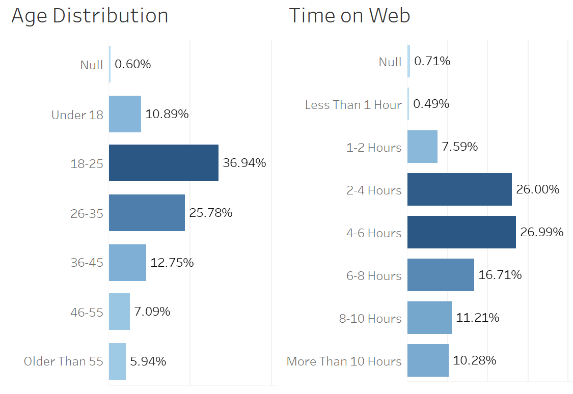 Age Distribution
Null 0.60%
Under 18 10.89%
18-25 36.94%
26-35 25.78%
36-45 12.75%
46-55 7.09%
Older Than 55 5.94%
Time on Web
Null 0.71%
Less Than 1 Hour 0.49%
1-2 Hours 7.59%
2-4 Hours 26.00%
4-6 Hours 26.99%
6-8 Hours 16.71%
8-10 Hours 11.21%
More Than 10 Hours 10.28%